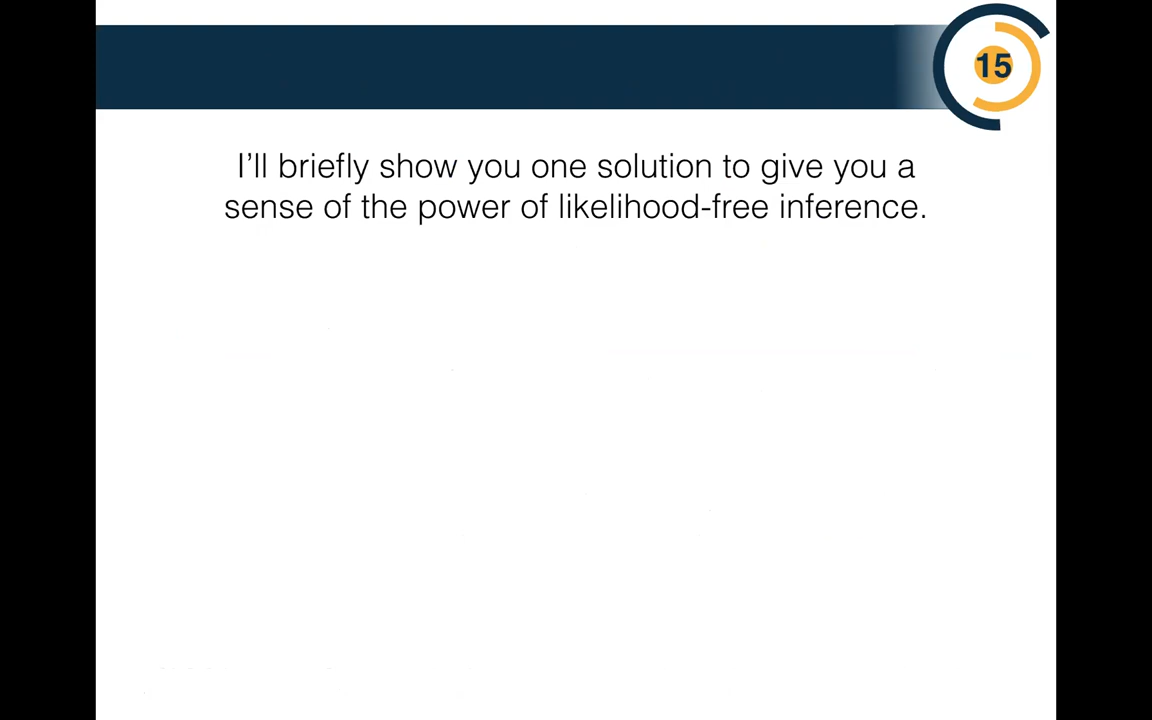 15
I’ll briefly show you one solution to give you a
sense of the power of likelihood-free inference.